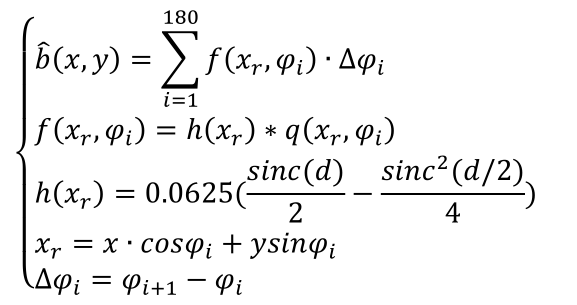 b̂(x, y) = ∑_{i=1}^{180} f(x_r, φ_i) · Δφ_i
f(x_r, φ_i) = h(x_r) ∗ q(x_r, φ_i)
h(x_r) = 0.0625(sinc(d)/2 − sinc²(d/2)/4)
x_r = x · cosφ_i + ysinφ_i
Δφ_i = φ_{i+1} − φ_i